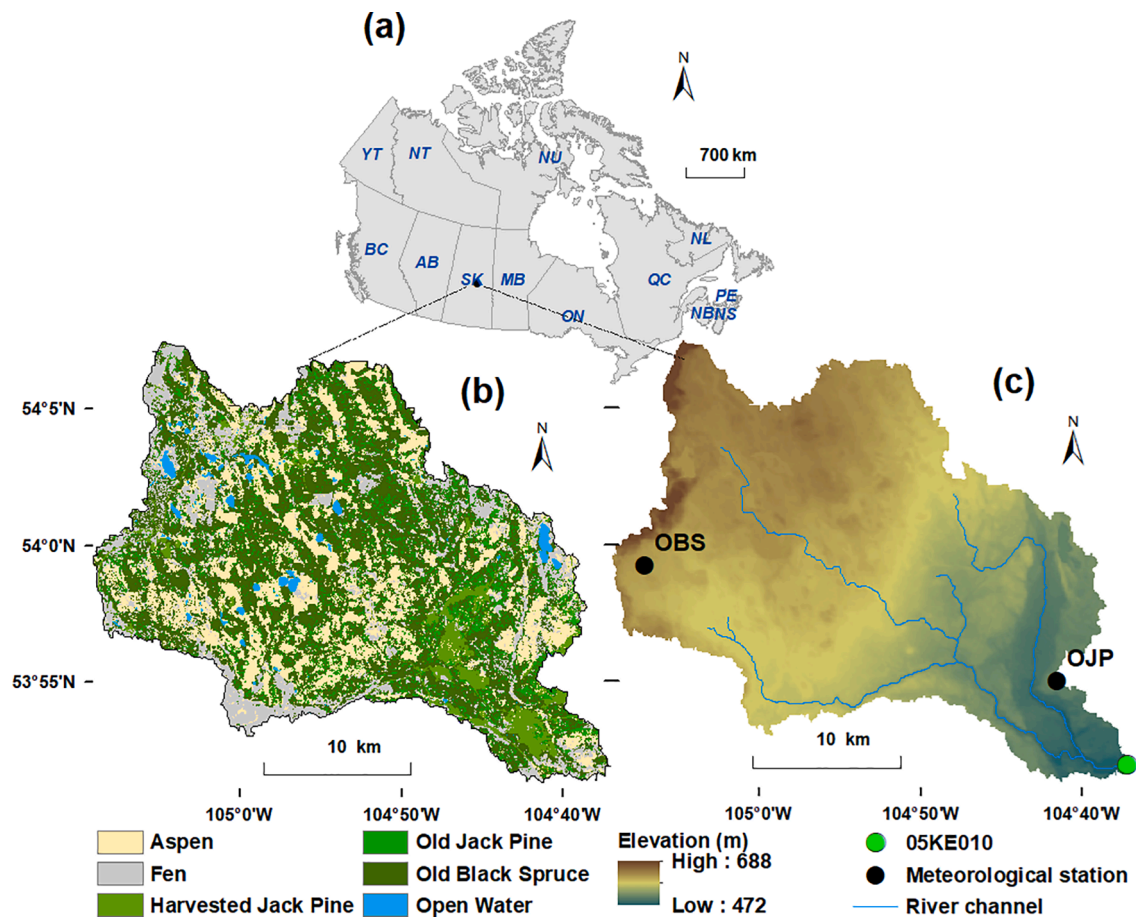 (a)
N
700 km
YT
NT
NU
BC
AB
SK
MB
ON
QC
NL
PE
NB
NS
(b)
(c)
N
N
54°5'N
54°0'N
53°55'N
OBS
OJP
10 km
10 km
105°0'W
104°50'W
104°40'W
105°0'W
104°50'W
104°40'W
Aspen
Fen
Harvested Jack Pine
Old Jack Pine
Old Black Spruce
Open Water
Elevation (m)
High : 688
Low : 472
05KE010
Meteorological station
River channel